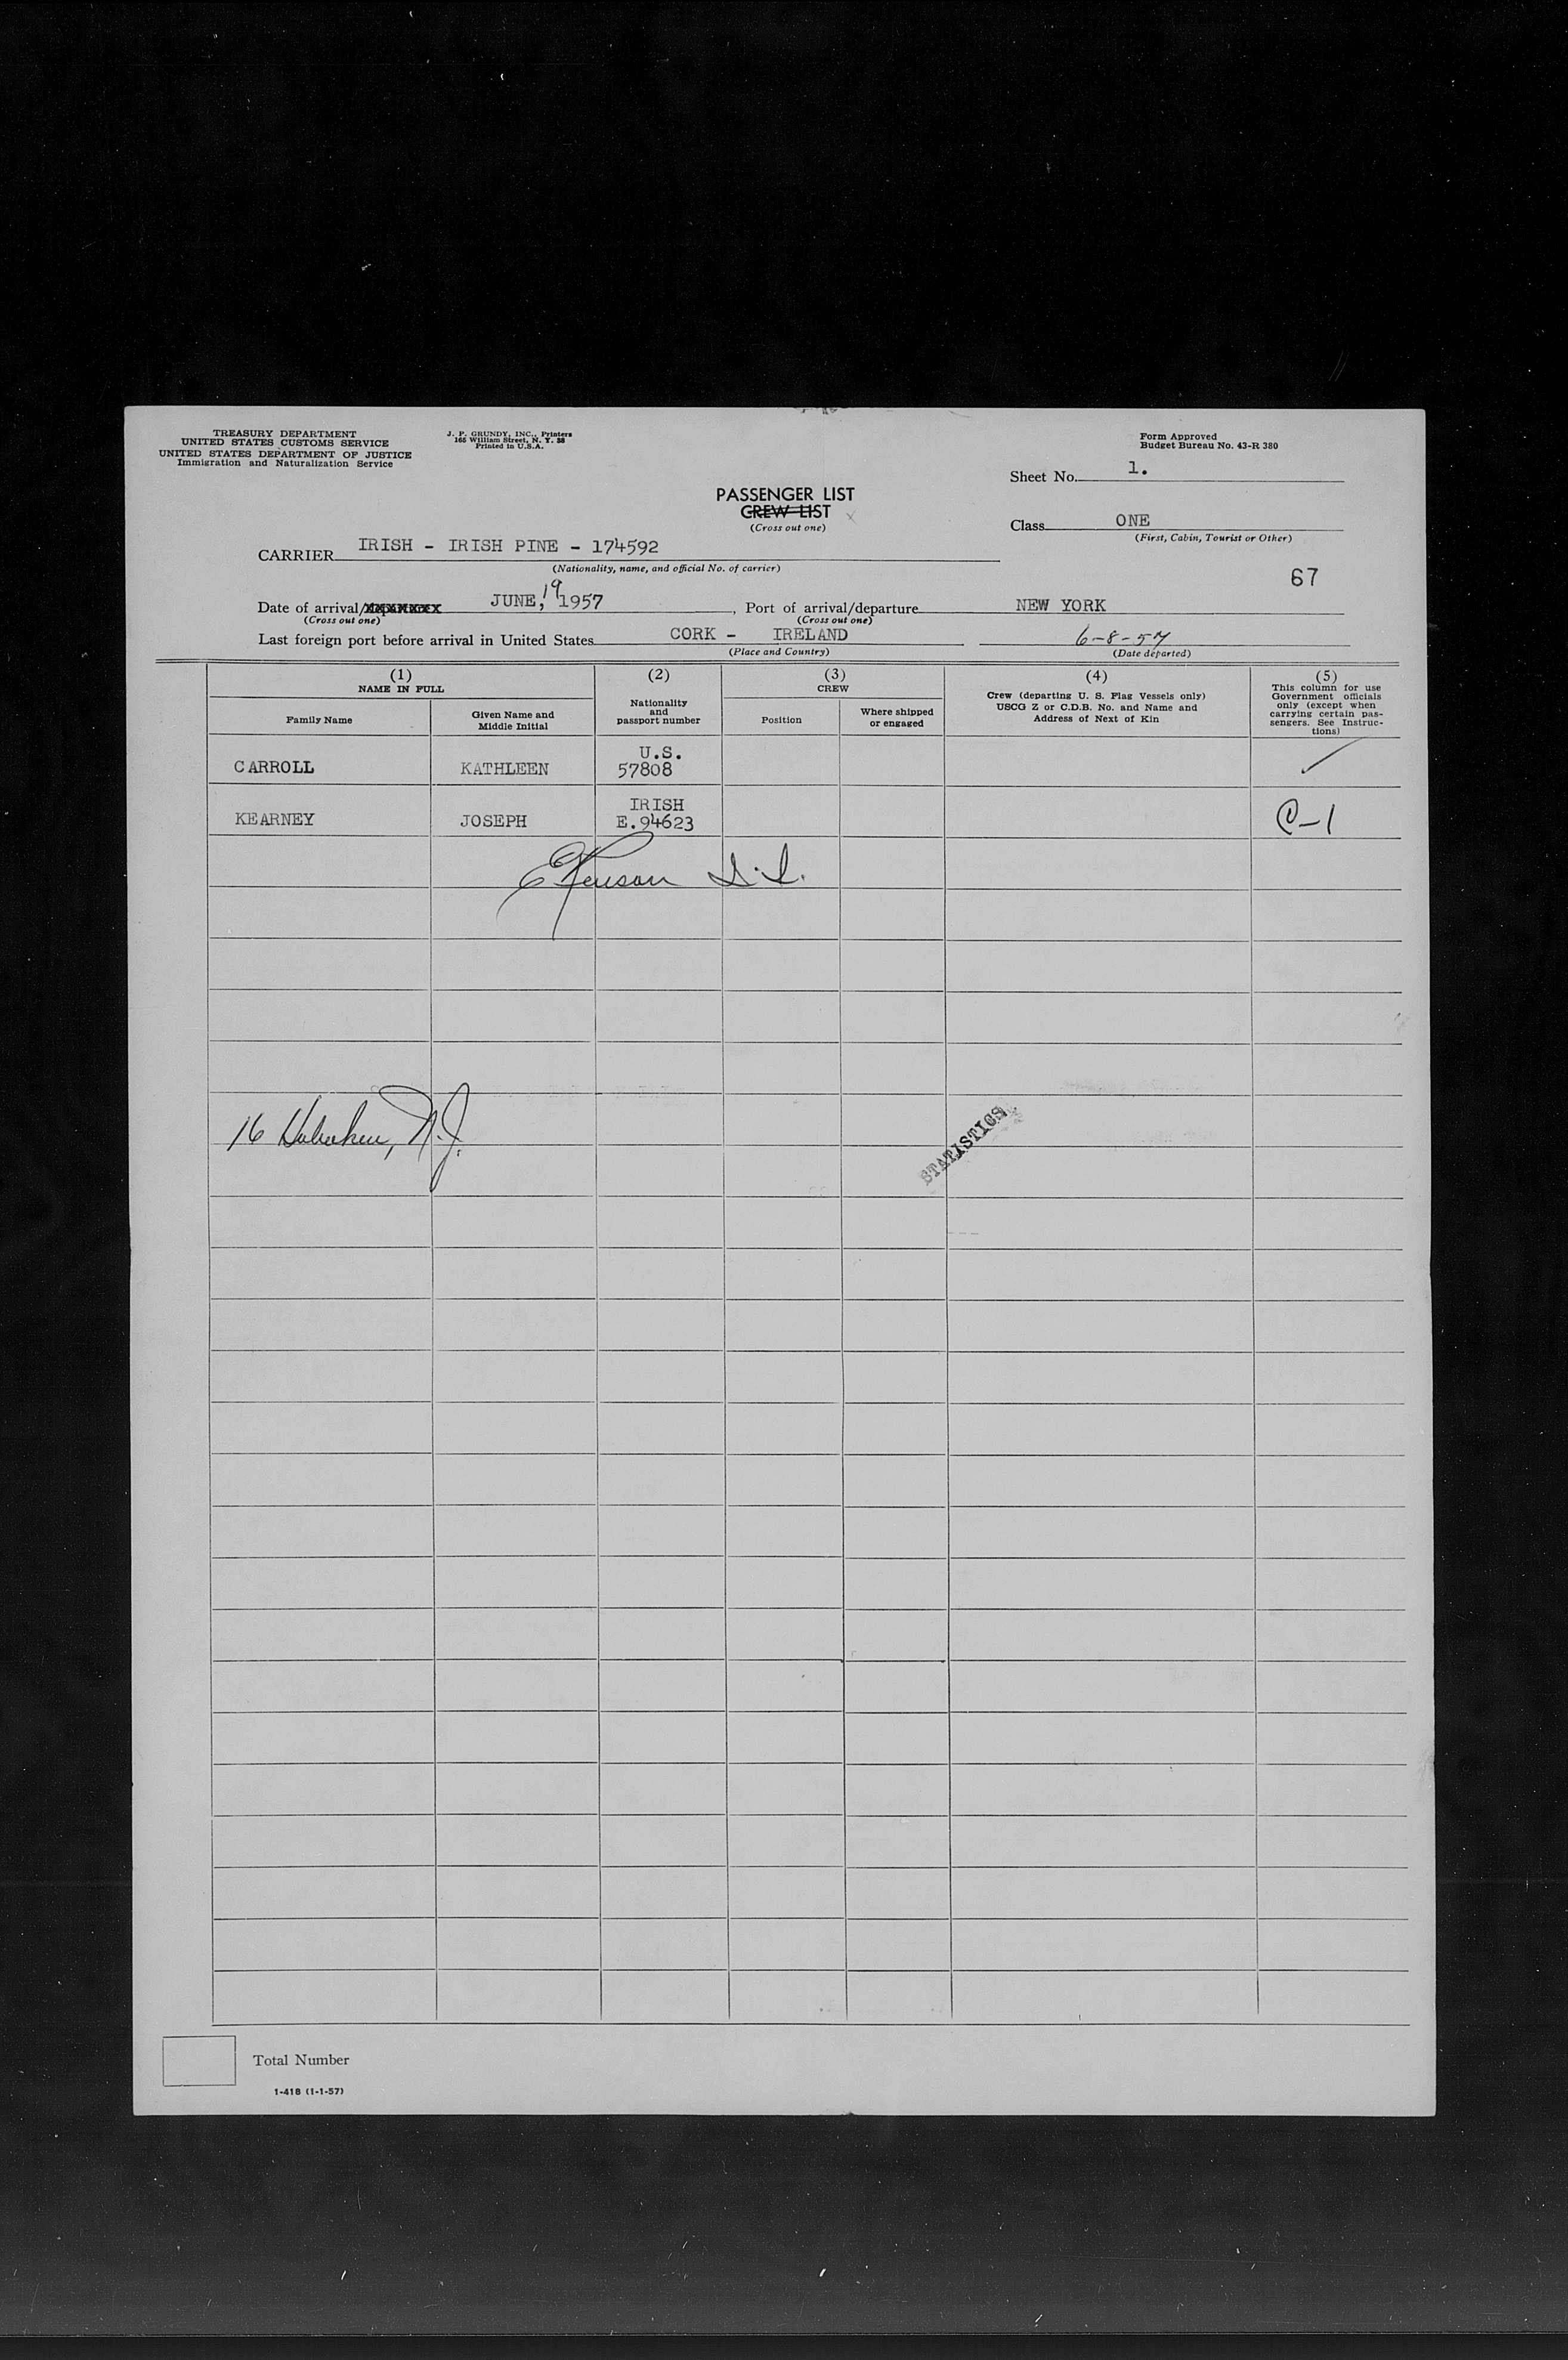 TREASURY DEPARTMENT
UNITED STATES CUSTOMS SERVICE
UNITED STATES DEPARTMENT OF JUSTICE
Immigration and Naturalization Service
J. P. GRUNDY, INC., Printers
165 William Street, N. Y. 38
Printed in U.S.A.
Form Approved
Budget Bureau No. 43-R 380
Sheet No. 1.
PASSENGER LIST
CREW LIST
(Cross out one)
Class ONE
(First, Cabin, Tourist or Other)
CARRIER IRISH - IRISH PINE - 174592
(Nationality, name, and official No. of carrier)
67
Date of arrival/ JUNE, 19 1957, Port of arrival/departure NEW YORK
(Cross out one) (Cross out one)
Last foreign port before arrival in United States CORK - IRELAND 6-8-57
(Place and Country) (Date departed)
(1) NAME IN FULL
Family Name
Given Name and Middle Initial
(2)
Nationality
and
passport number
(3)
CREW
Position
Where shipped
or engaged
(4)
Crew (departing U. S. Flag Vessels only)
USCG Z or C.D.B. No. and Name and
Address of Next of Kin
(5)
This column for use
Government officials
only (except when
carrying certain pas-
sengers. See Instruc-
tions)
CARROLL KATHLEEN U.S. 57808
KEARNEY JOSEPH IRISH E.94623 C-1
16 Hoboken, N.J.
STATISTICS
Total Number
1-418 (1-1-57)